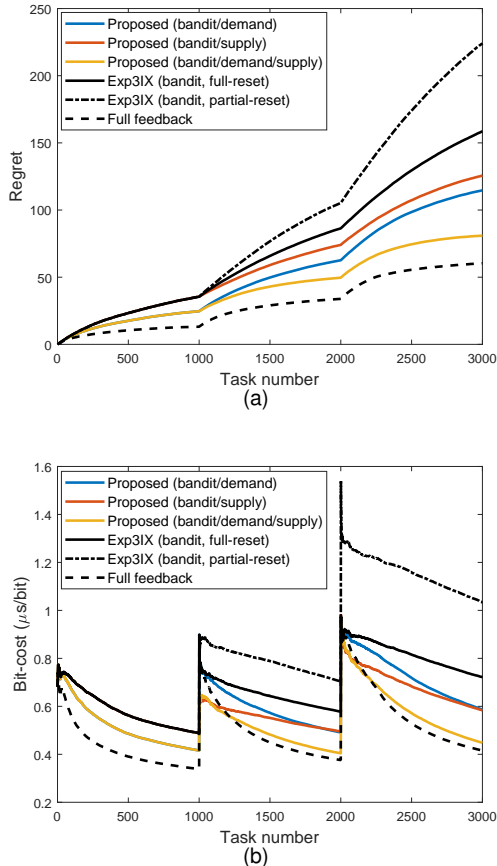 250
200
150
100
50
0
Regret
Proposed (bandit/demand)
Proposed (bandit/supply)
Proposed (bandit/demand/supply)
Exp3IX (bandit, full-reset)
Exp3IX (bandit, partial-reset)
Full feedback
0 500 1000 1500 2000 2500 3000
Task number
(a)
1.6
1.4
1.2
1
0.8
0.6
0.4
0.2
Bit-cost (μs/bit)
Proposed (bandit/demand)
Proposed (bandit/supply)
Proposed (bandit/demand/supply)
Exp3IX (bandit, full-reset)
Exp3IX (bandit, partial-reset)
Full feedback
0 500 1000 1500 2000 2500 3000
Task number
(b)